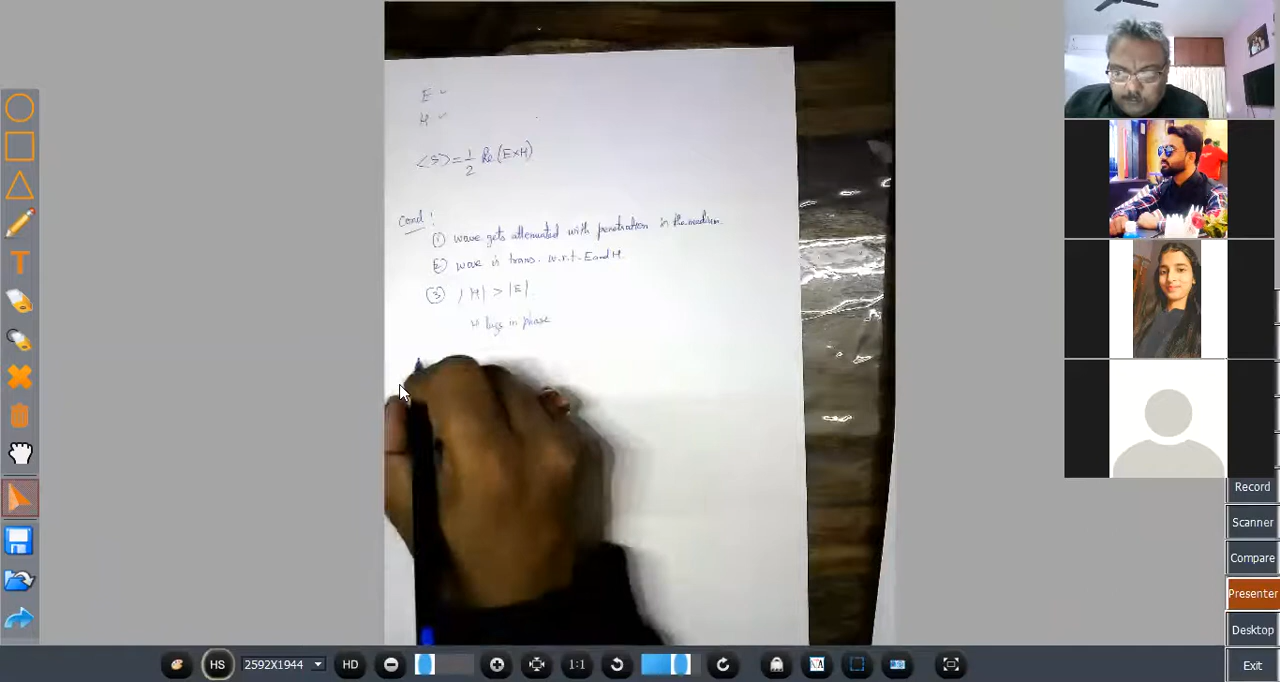 E ✓
H ✓
<S> = 1/2 Re (E×H)
Cond :
① wave gets attenuated with penetration in the medium
② wave is trans. w.r.t. E and H.
③ |H| > |E|
H lags in phase
T
Record
Scanner
Compare
Presenter
Desktop
Exit
HS
2592X1944
HD
1:1